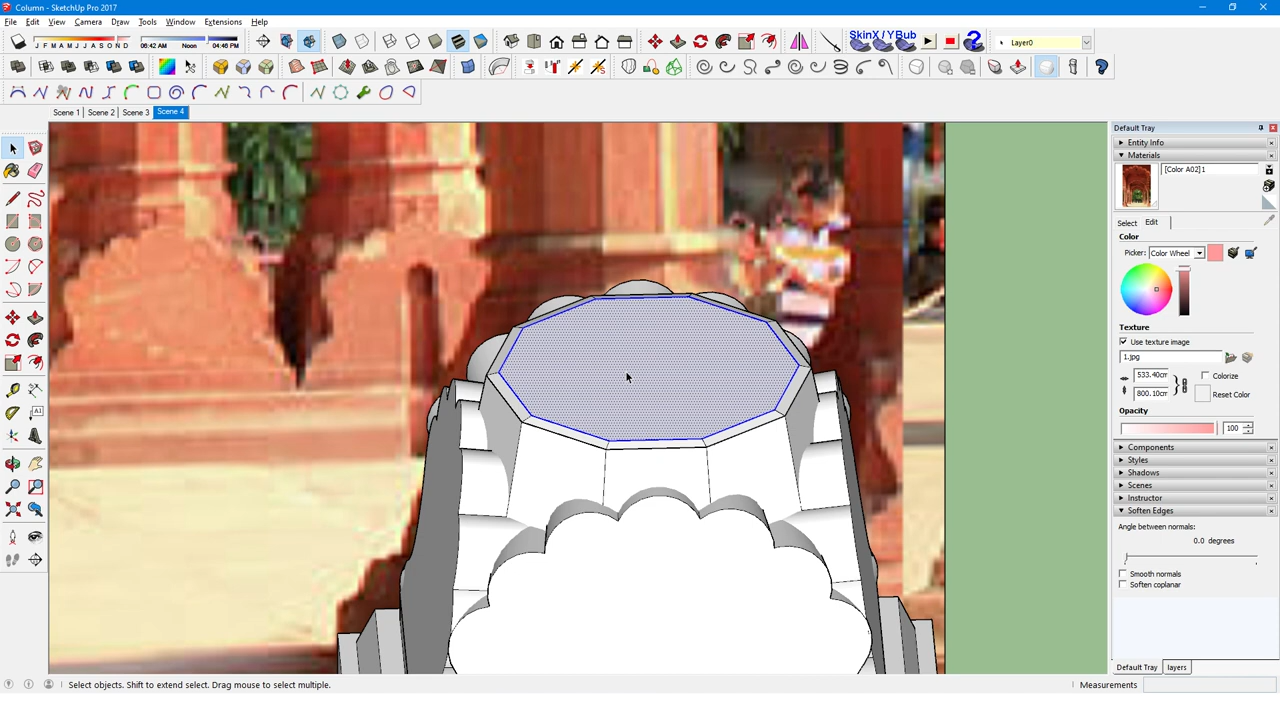 Column - SketchUp Pro 2017
File Edit View Camera Draw Tools Window Extensions Help
J F M A M J J A S O N D
06:42 AM Noon 04:46 PM
SkinX / YBub
Layer0
Scene 1 Scene 2 Scene 3 Scene 4
Default Tray
Entity Info
Materials
[Color A02]1
Select Edit
Color
Picker: Color Wheel
Texture
Use texture image
1.jpg
533.40cm
Colorize
800.10cm
Reset Color
Opacity
100
Components
Styles
Shadows
Scenes
Instructor
Soften Edges
Angle between normals:
0.0 degrees
Smooth normals
Soften coplanar
Default Tray layers
Select objects. Shift to extend select. Drag mouse to select multiple.
Measurements